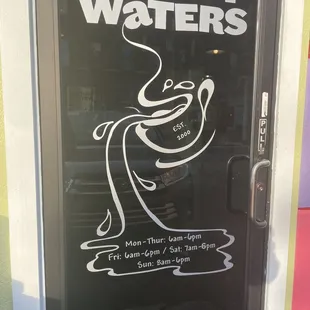 WaTERS
EST.
2000
PULL
Mon-Thur: 6am-6pm
Fri: 6am-6pm / Sat: 7am-6pm
Sun: 8am-6pm